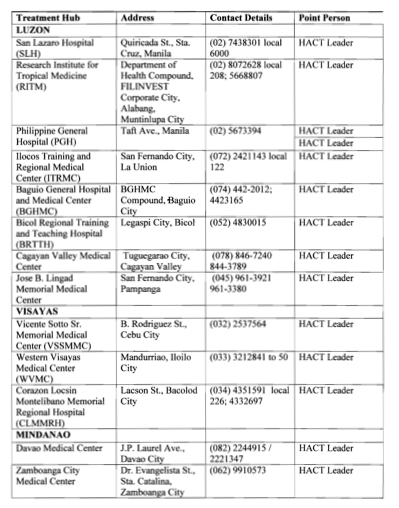 Treatment Hub Address Contact Details Point Person
LUZON
San Lazaro Hospital Quiricada St., Sta. (02) 7438301 local HACT Leader
(SLH) Cruz, Manila 6000
Research Institute for Department of (02) 8072628 local HACT Leader
Tropical Medicine Health Compound, 208; 5668807
(RITM) FILINVEST
Corporate City,
Alabang,
Muntinlupa City
Philippine General Taft Ave., Manila (02) 5673394 HACT Leader
Hospital (PGH) HACT Leader
Ilocos Training and San Fernando City, (072) 2421143 local HACT Leader
Regional Medical La Union 122
Center (ITRMC)
Baguio General Hospital BGHMC (074) 442-2012; HACT Leader
and Medical Center Compound, Baguio 4423165
(BGHMC) City
Bicol Regional Training Legaspi City, Bicol (052) 4830015 HACT Leader
and Teaching Hospital
(BRTTH)
Cagayan Valley Medical Tuguegarao City, (078) 846-7240 HACT Leader
Center Cagayan Valley 844-3789
Jose B. Lingad San Fernando City, (045) 961-3921 HACT Leader
Memorial Medical Pampanga 961-3380
Center
VISAYAS
Vicente Sotto Sr. B. Rodriguez St., (032) 2537564 HACT Leader
Memorial Medical Cebu City
Center (VSSMMC)
Western Visayas Mandurriao, Iloilo (033) 3212841 to 50 HACT Leader
Medical Center City
(WVMC)
Corazon Locsin Lacson St., Bacolod (034) 4351591 local HACT Leader
Montelibano Memorial City 226; 4332697
Regional Hospital
(CLMMRH)
MINDANAO
Davao Medical Center J.P. Laurel Ave., (082) 2244915 / HACT Leader
Davao City 2221347
Zamboanga City Dr. Evangelista St., (062) 9910573 HACT Leader
Medical Center Sta. Catalina,
Zamboanga City